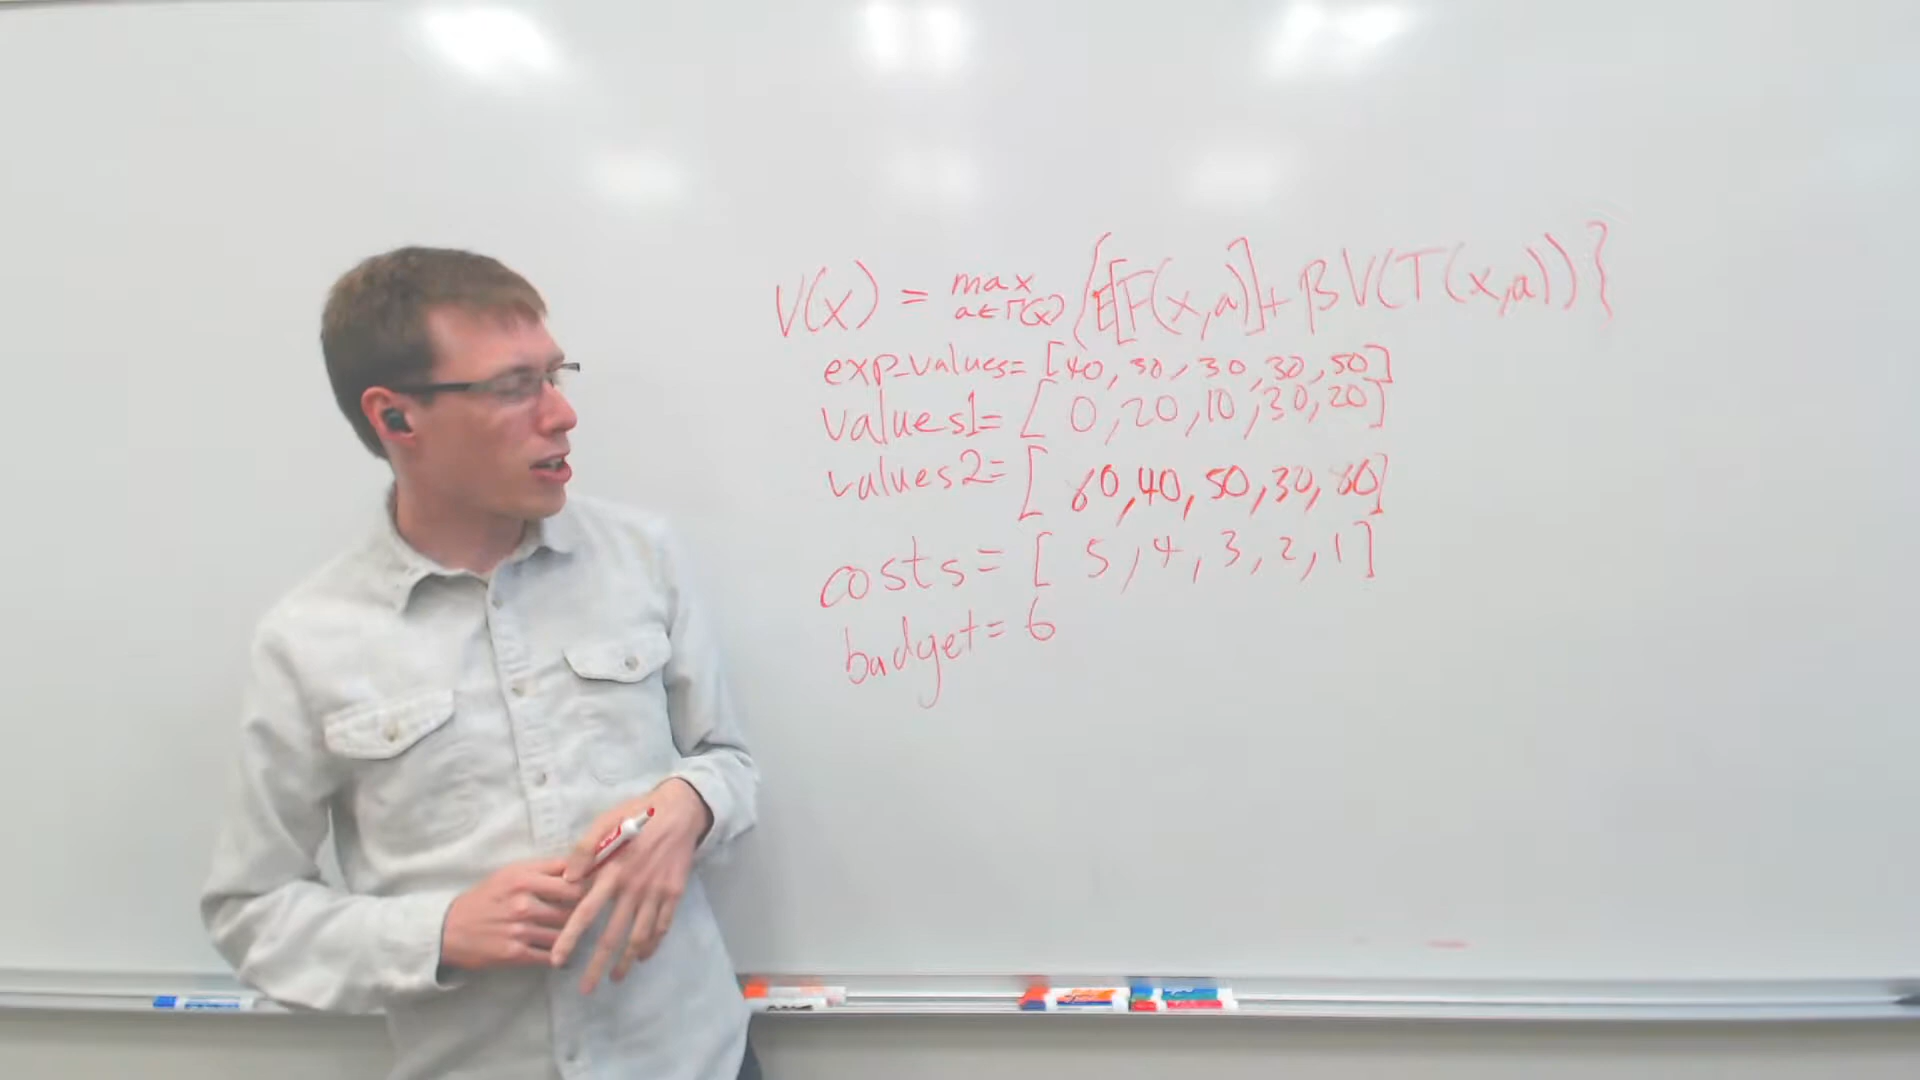 V(x) = max a∈Γ(x) {E[F(x,a)] + βV(T(x,a))}
exp_values= [40, 30, 30, 30, 50]
values1= [ 0, 20, 10, 30, 20]
values2= [ 80, 40, 50, 30, 80]
costs = [ 5, 4, 3, 2, 1]
budget = 6